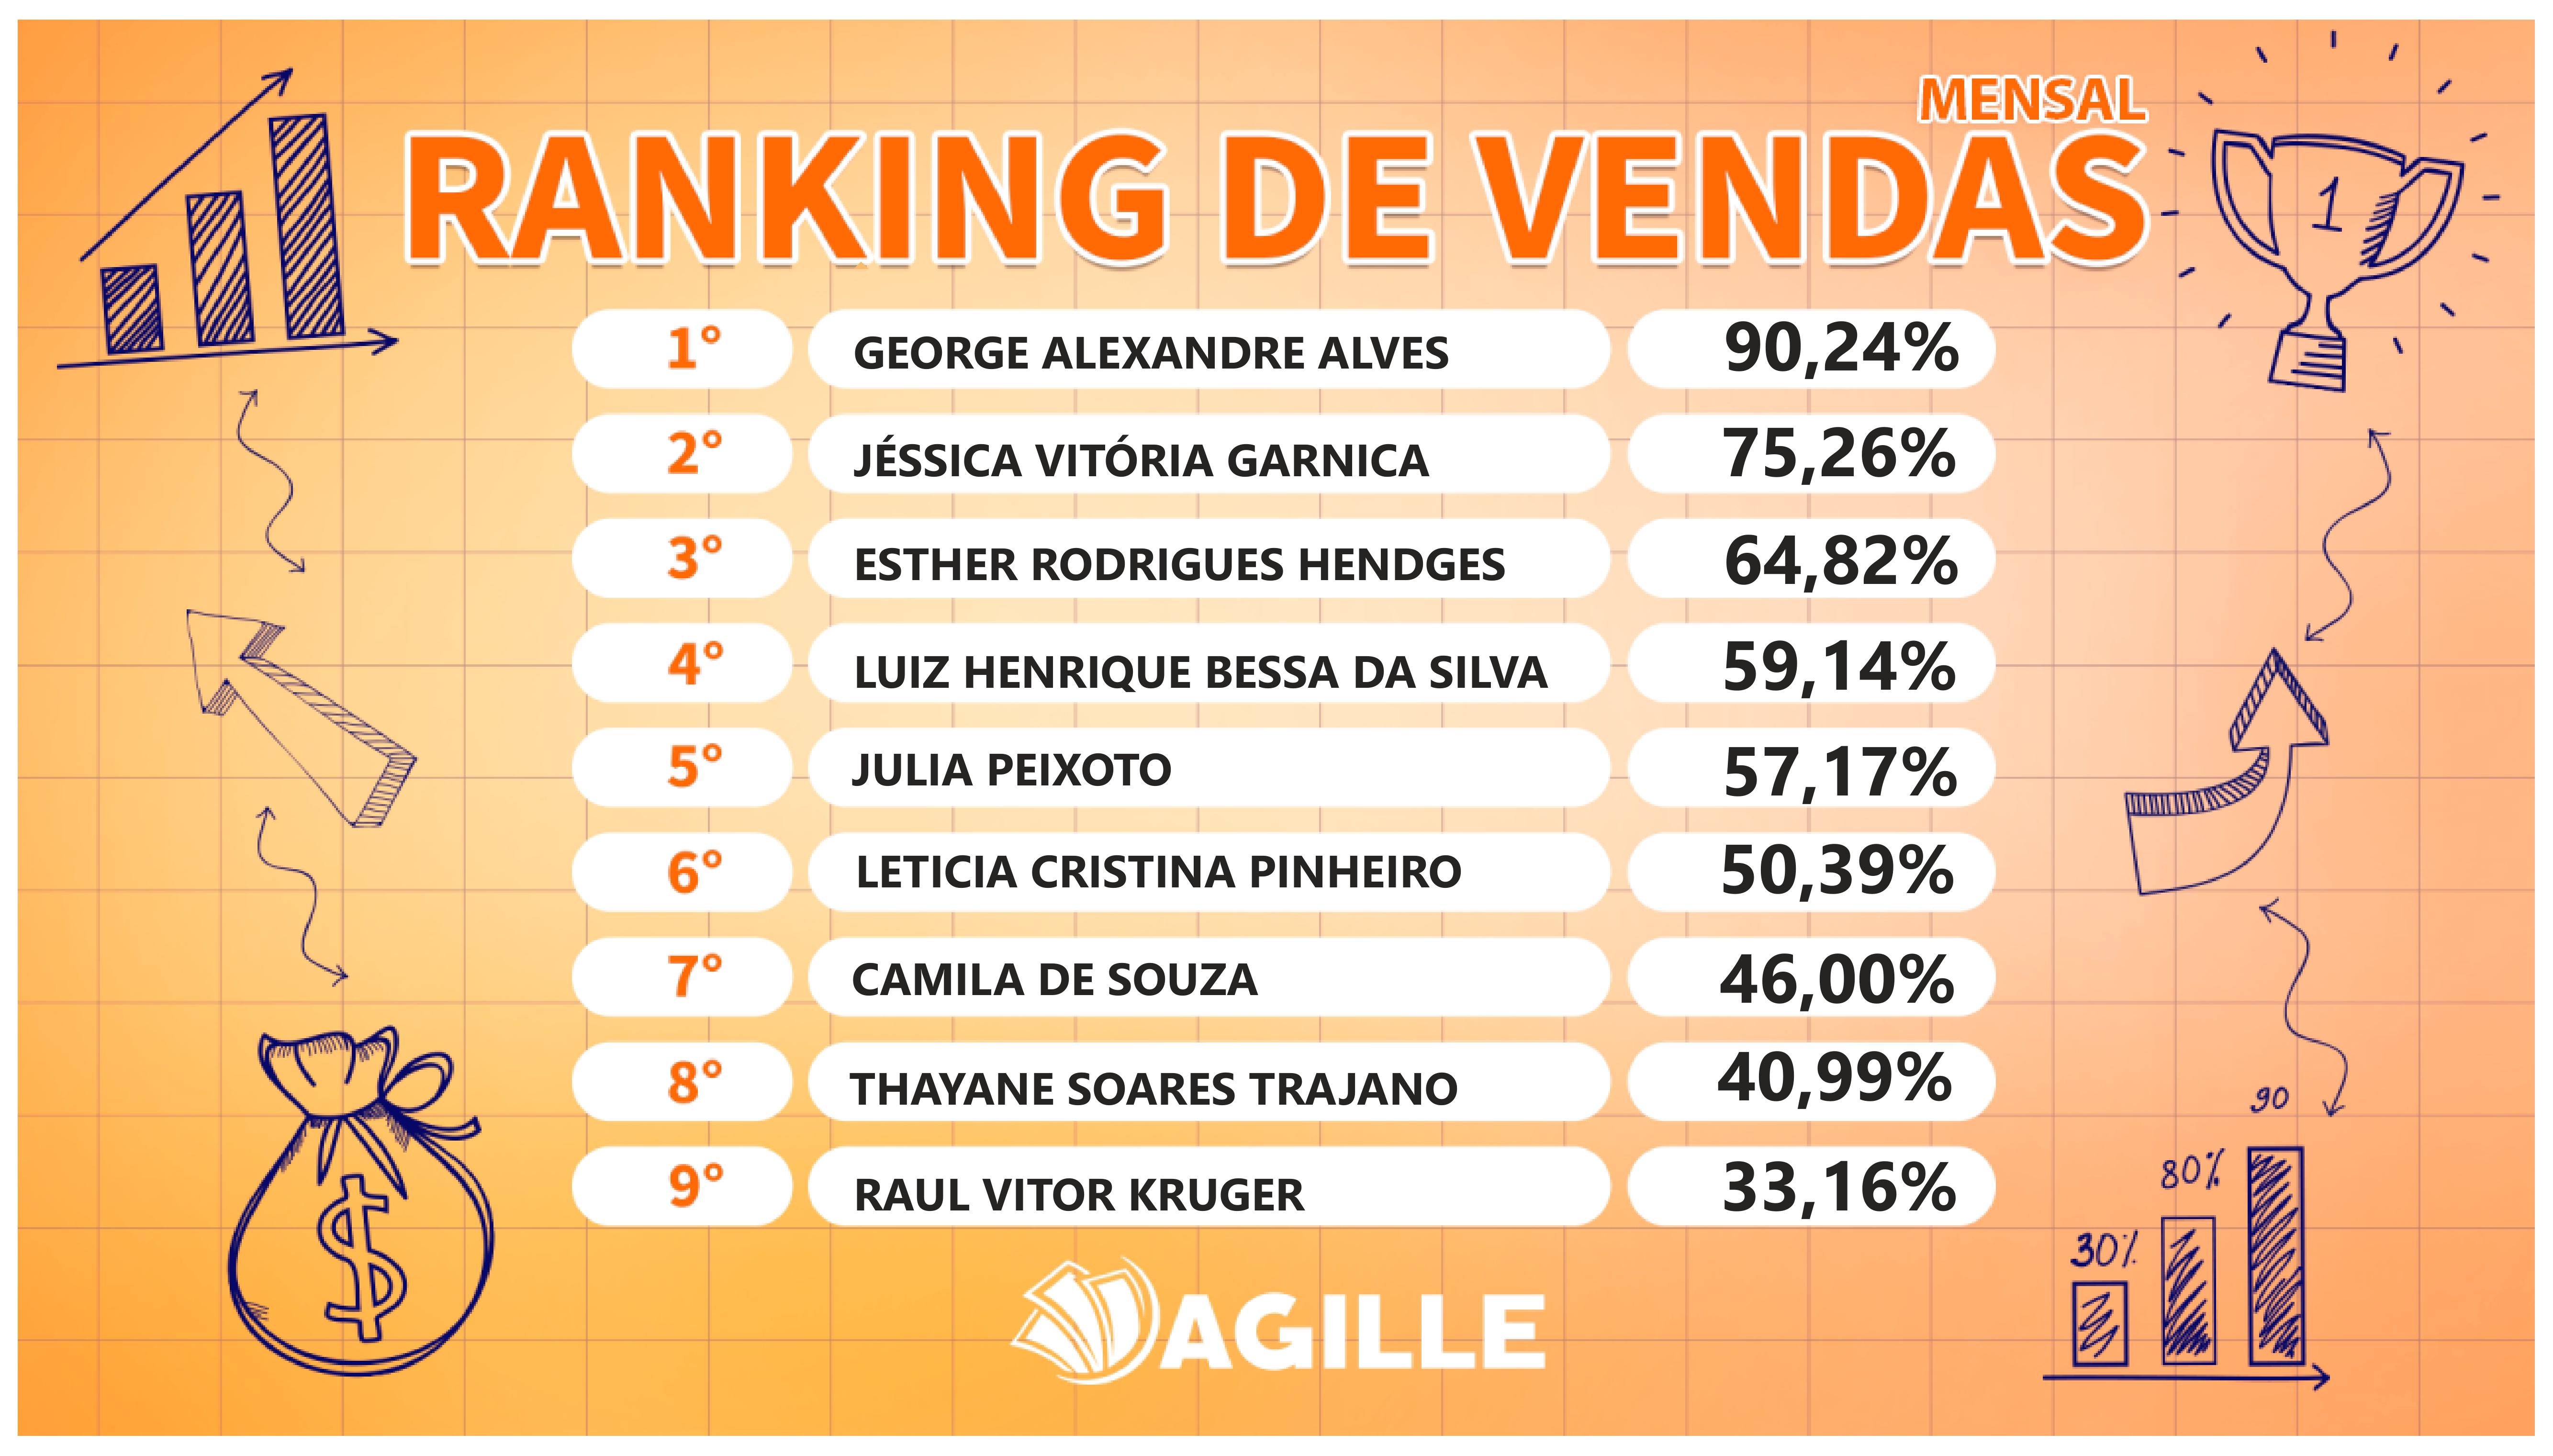 MENSAL
RANKING DE VENDAS
1
1° GEORGE ALEXANDRE ALVES 90,24%
2° JÉSSICA VITÓRIA GARNICA 75,26%
3° ESTHER RODRIGUES HENDGES 64,82%
4° LUIZ HENRIQUE BESSA DA SILVA 59,14%
5° JULIA PEIXOTO 57,17%
6° LETICIA CRISTINA PINHEIRO 50,39%
7° CAMILA DE SOUZA 46,00%
8° THAYANE SOARES TRAJANO 40,99%
9° RAUL VITOR KRUGER 33,16%
90
80%
30%
$
AGILLE